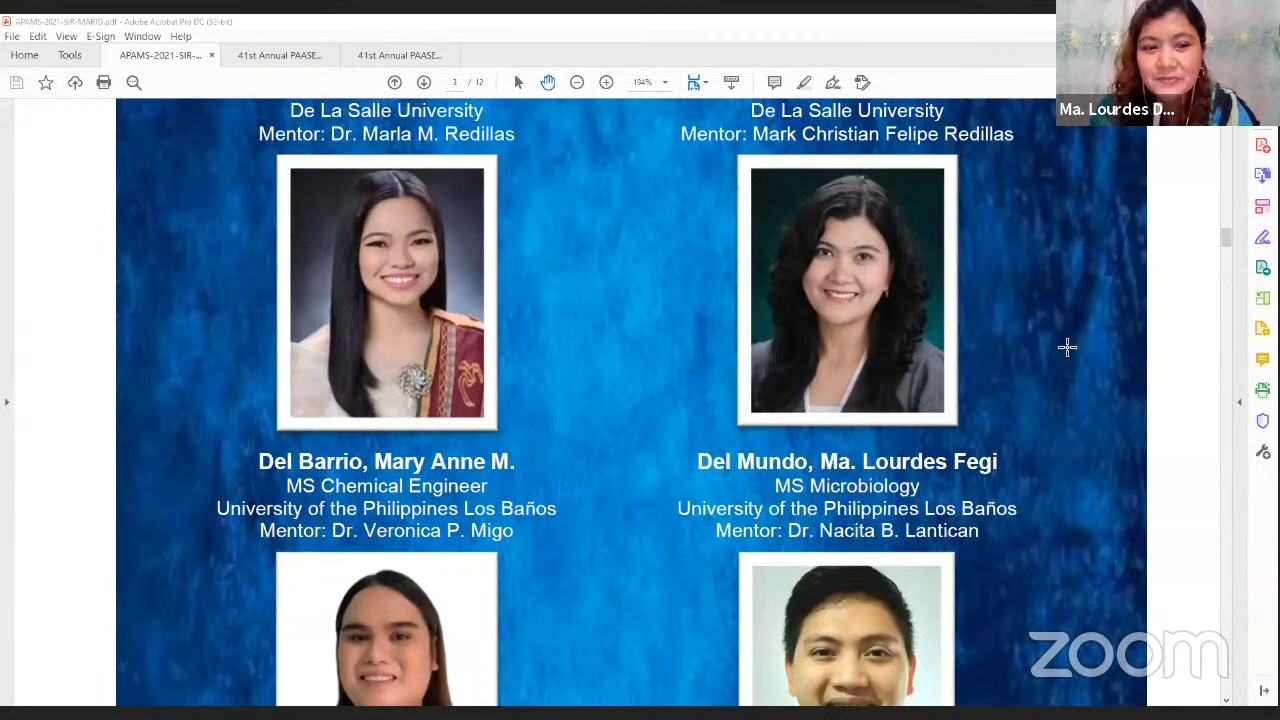 APAMS-2021-SIR-MARIO.pdf - Adobe Acrobat Pro DC (32-bit)
File Edit View E-Sign Window Help
Home Tools APAMS-2021-SIR-... × 41st Annual PAASE... 41st Annual PAASE...
3 / 12 194%
Ma. Lourdes D...
De La Salle University
Mentor: Dr. Marla M. Redillas
De La Salle University
Mentor: Mark Christian Felipe Redillas
Del Barrio, Mary Anne M.
MS Chemical Engineer
University of the Philippines Los Baños
Mentor: Dr. Veronica P. Migo
Del Mundo, Ma. Lourdes Fegi
MS Microbiology
University of the Philippines Los Baños
Mentor: Dr. Nacita B. Lantican
zoom